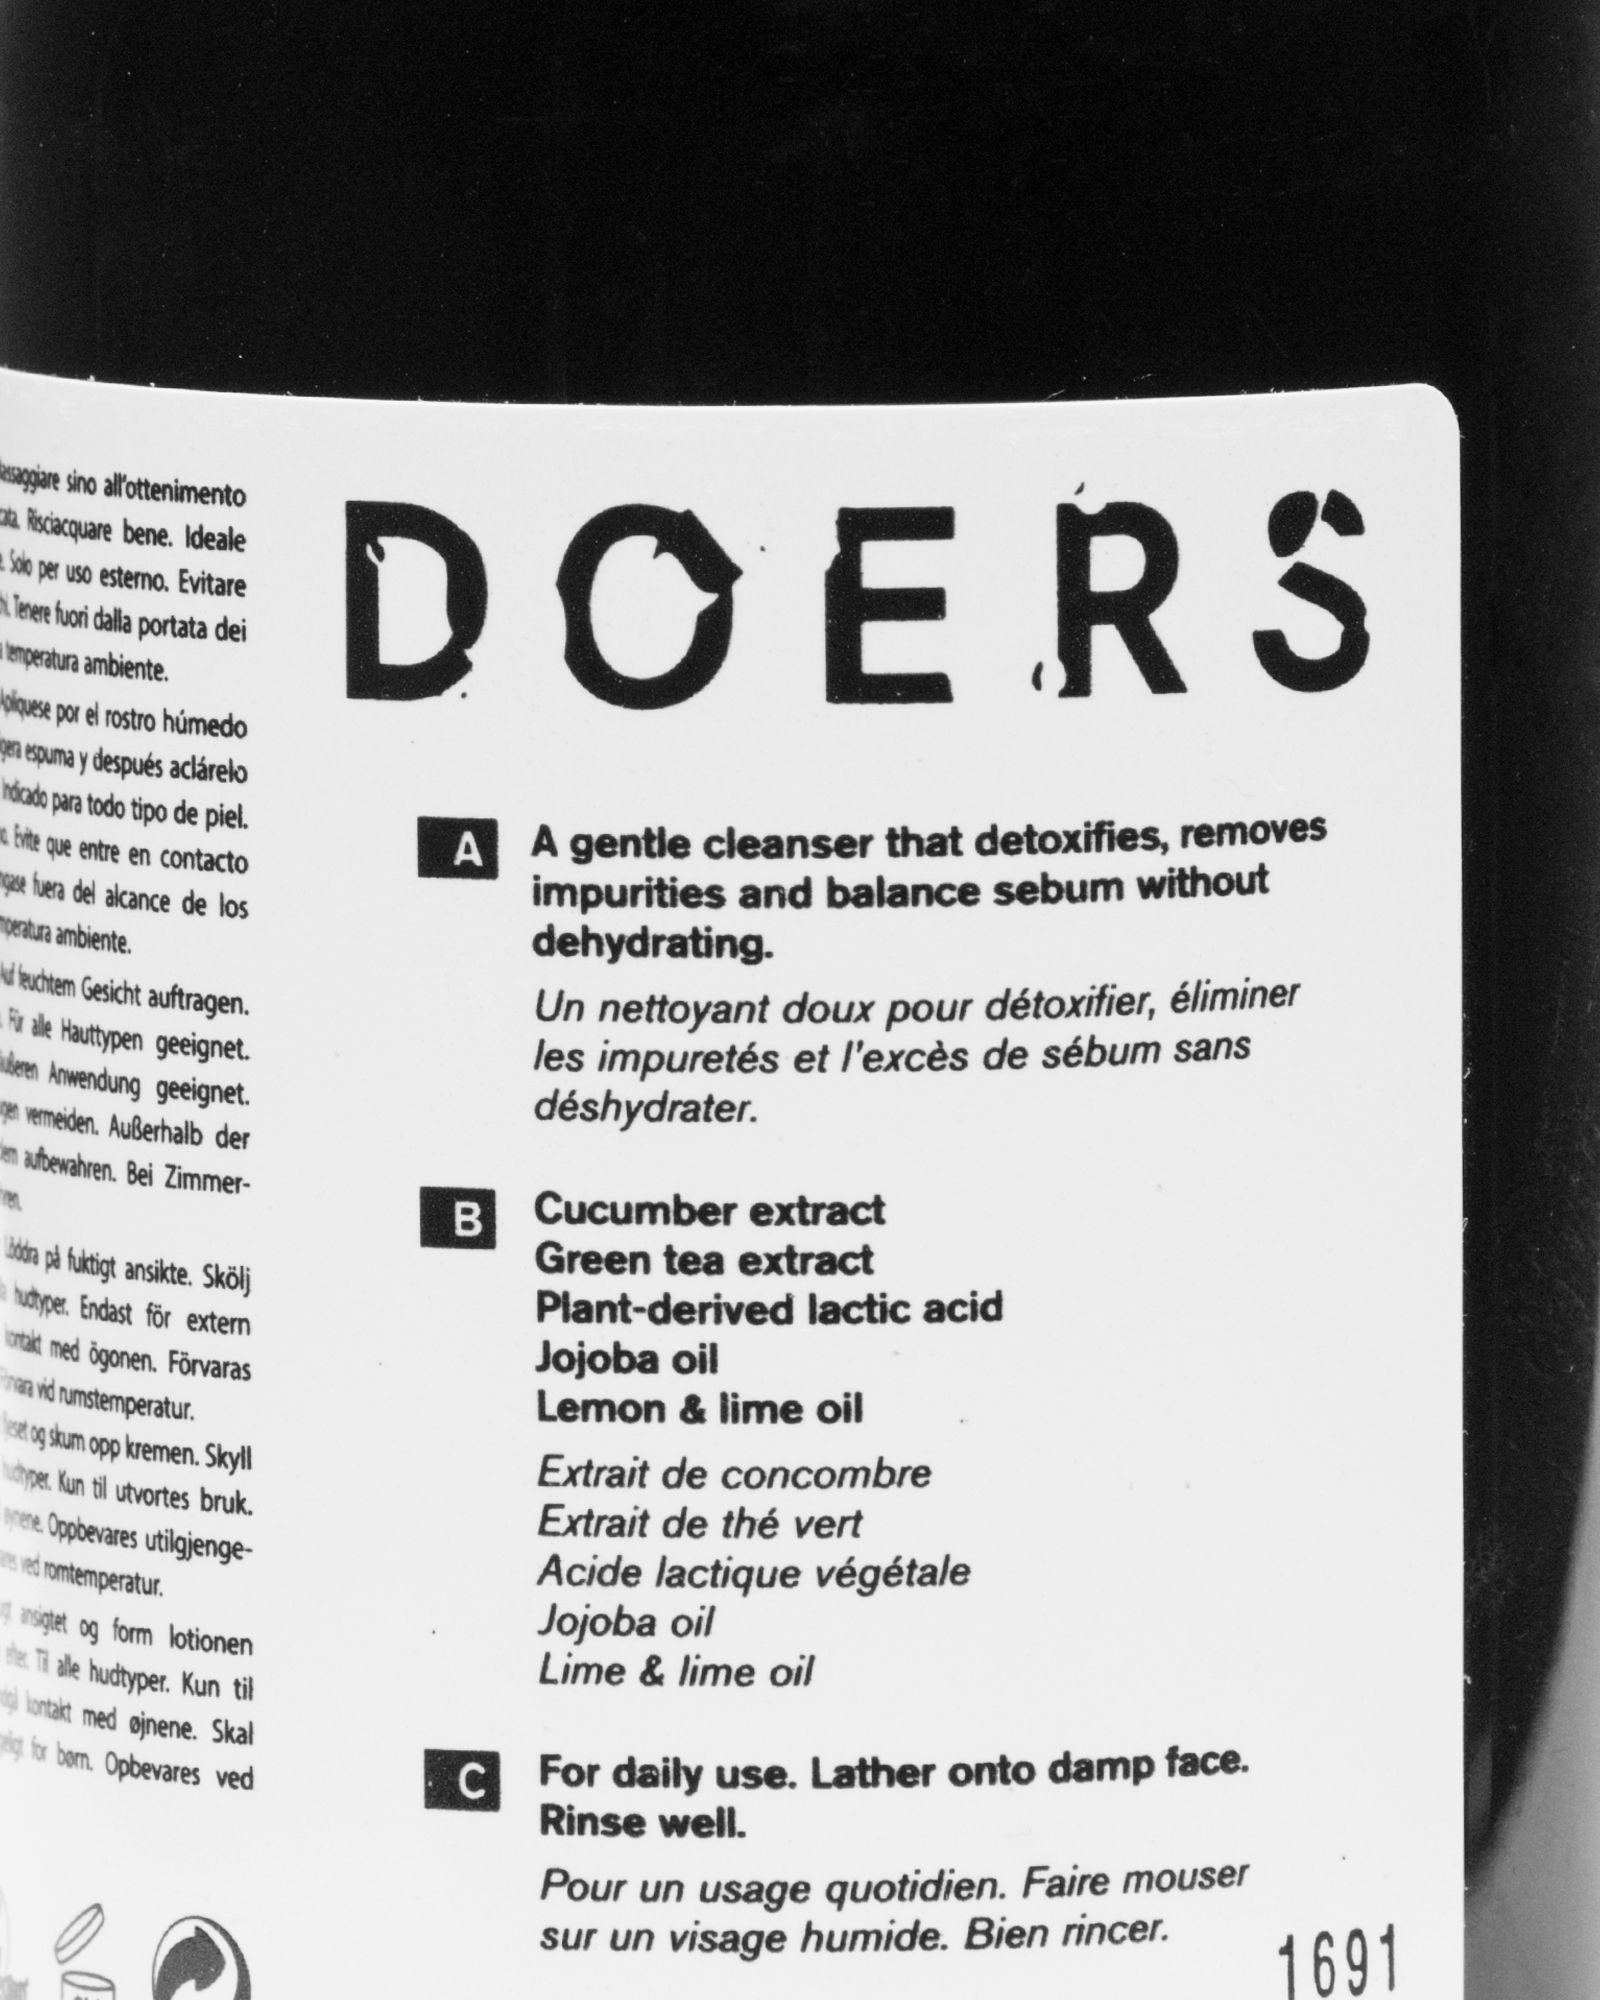 sino all'ottenimento
Risciacquare bene. Ideale
Solo per uso esterno. Evitare
Tenere fuori dalla portata dei
temperatura ambiente.
Apliquese por el rostro húmedo
espuma y después aclárelo
Indicado para todo tipo de piel.
Evite que entre en contacto
fuera del alcance de los
ambiente.
Auf feuchtem Gesicht auftragen.
Für alle Hauttypen geeignet.
Anwendung geeignet.
vermeiden. Außerhalb der
aufbewahren. Bei Zimmer-
Löddra på fuktigt ansikte. Skölj
hudtyper. Endast för extern
kontakt med ögonen. Förvaras
Förvara vid rumstemperatur.
og skum opp kremen. Skyll
hudtyper. Kun til utvortes bruk.
Oppbevares utilgjenge-
ved romtemperatur.
ansigtet og form lotionen
efter. Til alle hudtyper. Kun til
kontakt med øjnene. Skal
for børn. Opbevares ved
DOERS
A A gentle cleanser that detoxifies, removes
impurities and balance sebum without
dehydrating.
Un nettoyant doux pour détoxifier, éliminer
les impuretés et l'excès de sébum sans
déshydrater.
B Cucumber extract
Green tea extract
Plant-derived lactic acid
Jojoba oil
Lemon & lime oil
Extrait de concombre
Extrait de thé vert
Acide lactique végétale
Jojoba oil
Lime & lime oil
C For daily use. Lather onto damp face.
Rinse well.
Pour un usage quotidien. Faire mouser
sur un visage humide. Bien rincer.
1691